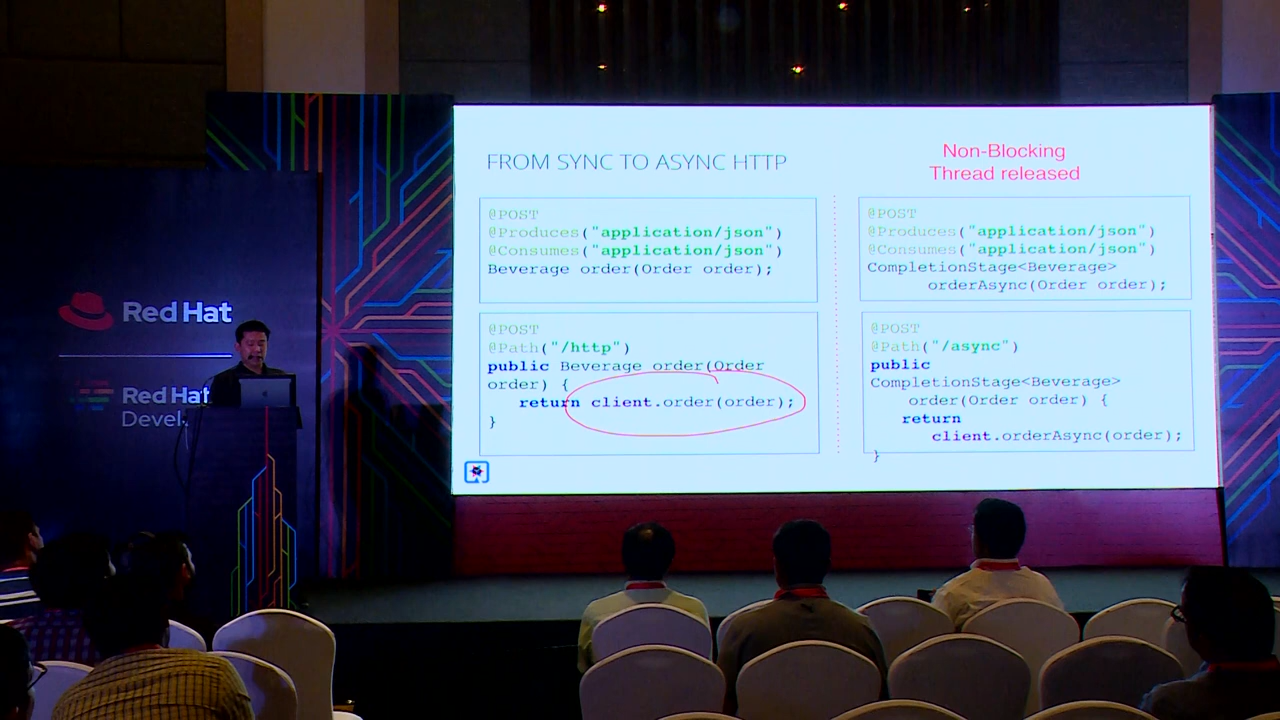 FROM SYNC TO ASYNC HTTP
Non-Blocking
Thread released
@POST
@Produces("application/json")
@Consumes("application/json")
Beverage order(Order order);
@POST
@Produces("application/json")
@Consumes("application/json")
CompletionStage<Beverage>
orderAsync(Order order);
@POST
@Path("/http")
public Beverage order(Order
order) {
return client.order(order);
}
@POST
@Path("/async")
public
CompletionStage<Beverage>
order(Order order) {
return
client.orderAsync(order);
}
Red Hat
Red Hat